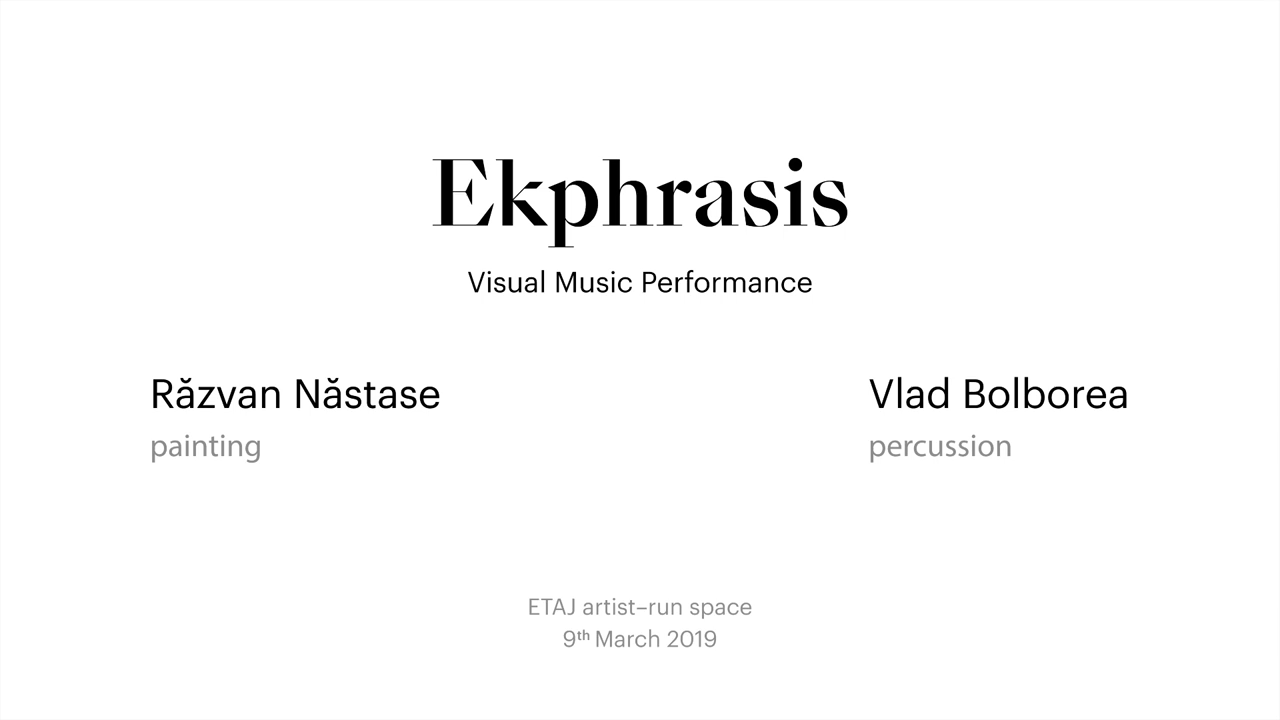 Ekphrasis
Visual Music Performance
Răzvan Năstase
painting
Vlad Bolborea
percussion
ETAJ artist–run space
9th March 2019